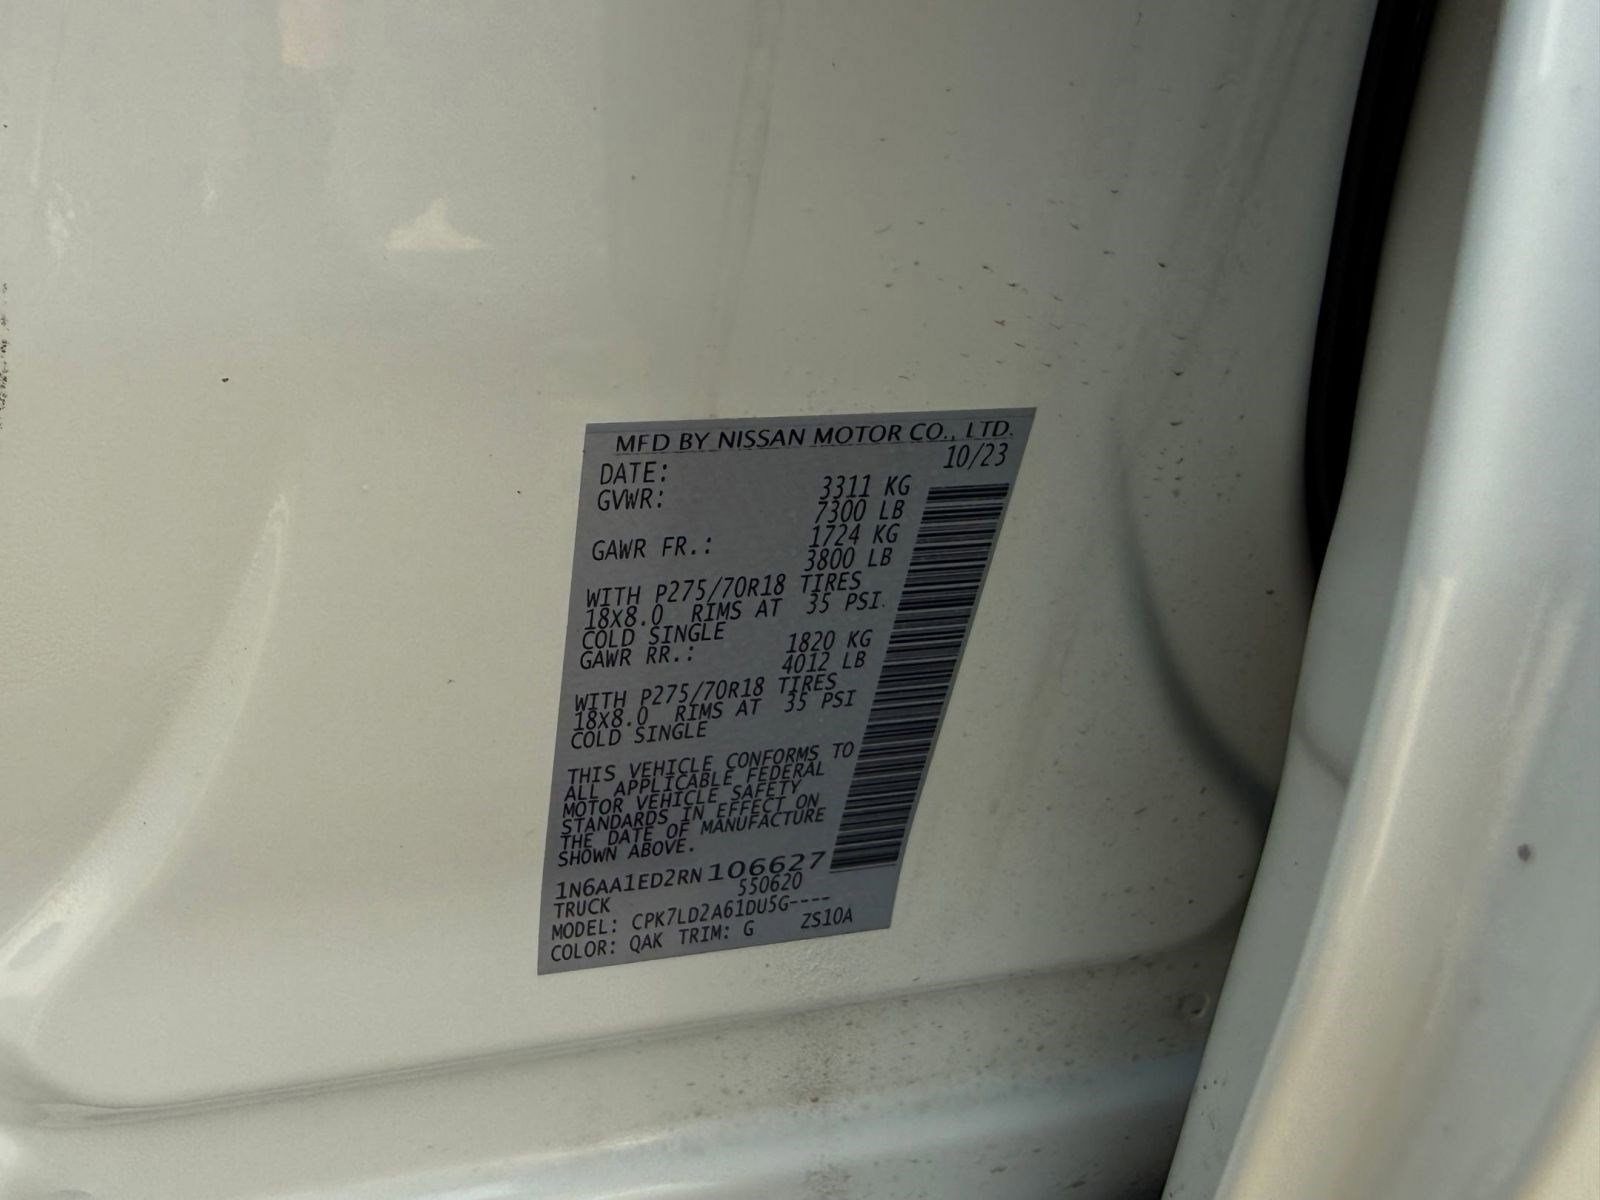 MFD BY NISSAN MOTOR CO., LTD.
DATE: 10/23
GVWR: 3311 KG
7300 LB
GAWR FR.: 1724 KG
3800 LB
WITH P275/70R18 TIRES
18X8.0 RIMS AT 35 PSI.
COLD SINGLE
GAWR RR.: 1820 KG
4012 LB
WITH P275/70R18 TIRES
18X8.0 RIMS AT 35 PSI
COLD SINGLE
THIS VEHICLE CONFORMS TO
ALL APPLICABLE FEDERAL
MOTOR VEHICLE SAFETY
STANDARDS IN EFFECT ON
THE DATE OF MANUFACTURE
SHOWN ABOVE.
1N6AA1ED2RN106627
TRUCK 550620
MODEL: CPK7LD2A61DU5G----
COLOR: QAK TRIM: G ZS10A